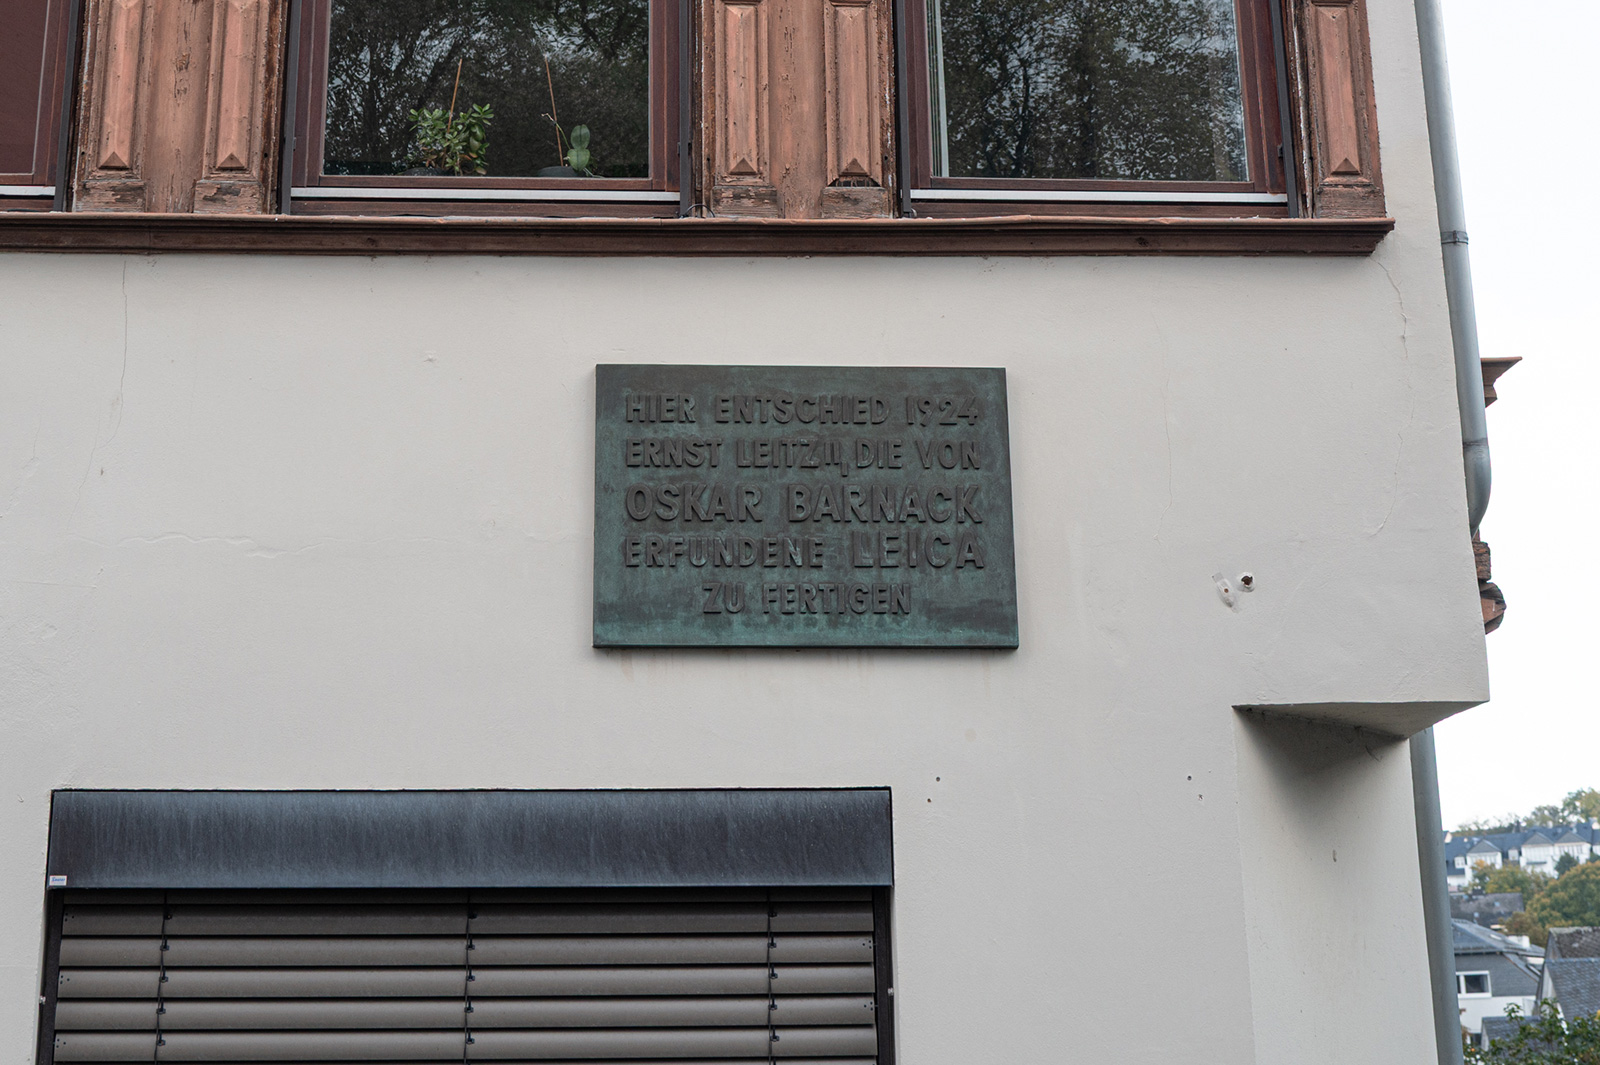 HIER ENTSCHIED 1924
ERNST LEITZ II, DIE VON
OSKAR BARNACK
ERFUNDENE LEICA
ZU FERTIGEN